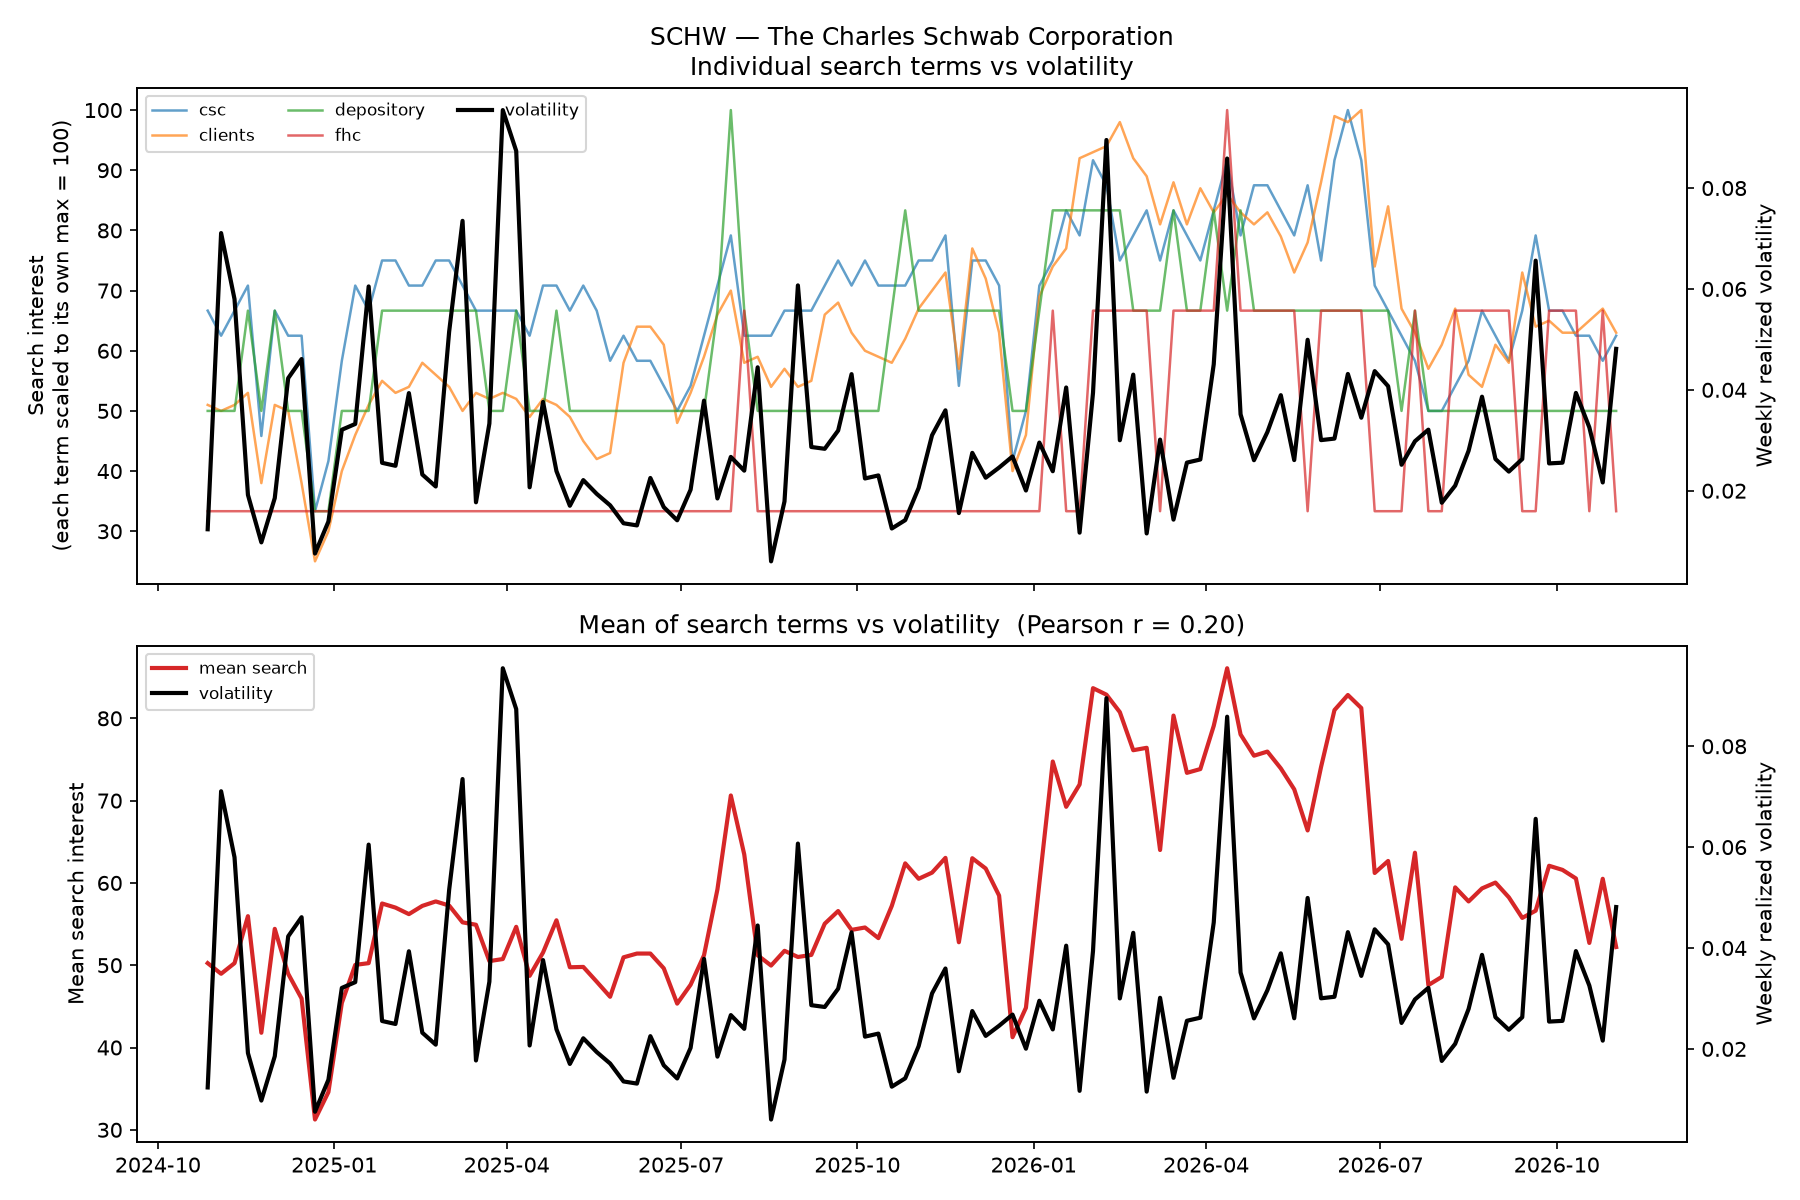 SCHW — The Charles Schwab Corporation
Individual search terms vs volatility
csc
clients
depository
fhc
volatility
Search interest
(each term scaled to its own max = 100)
100
90
80
70
60
50
40
30
0.08
0.06
0.04
0.02
Weekly realized volatility
Mean of search terms vs volatility (Pearson r = 0.20)
mean search
volatility
Mean search interest
80
70
60
50
40
30
0.08
0.06
0.04
0.02
Weekly realized volatility
2024-10
2025-01
2025-04
2025-07
2025-10
2026-01
2026-04
2026-07
2026-10